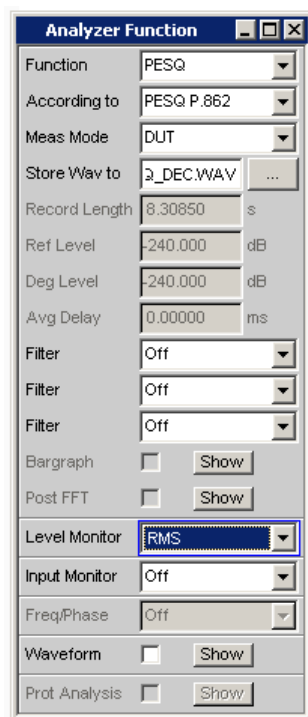 Analyzer Function
Function PESQ
According to PESQ P.862
Meas Mode DUT
Store Wav to Q_DEC.WAV ...
Record Length 8.30850 s
Ref Level -240.000 dB
Deg Level -240.000 dB
Avg Delay 0.00000 ms
Filter Off
Filter Off
Filter Off
Bargraph Show
Post FFT Show
Level Monitor RMS
Input Monitor Off
Freq/Phase Off
Waveform Show
Prot Analysis Show